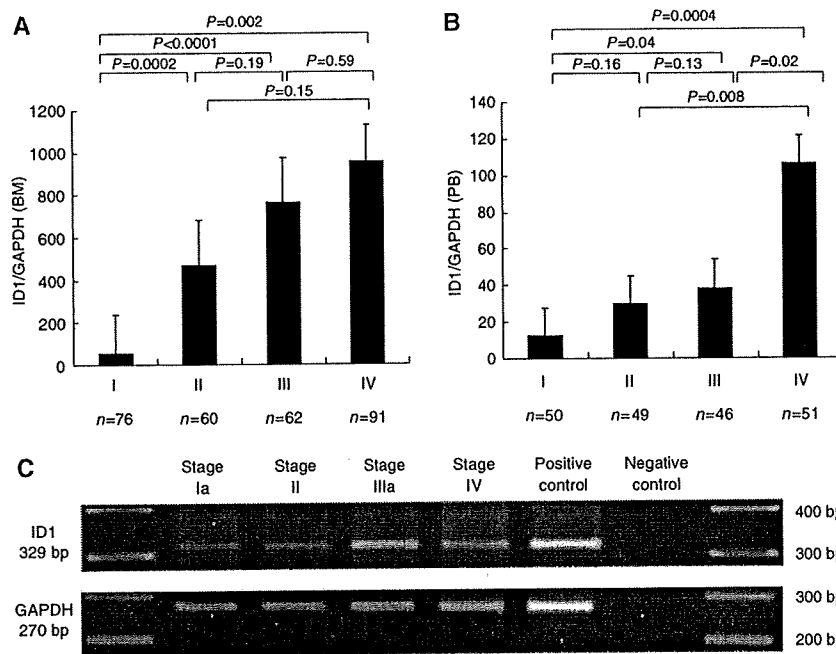 A
P=0.002
P<0.0001
P=0.0002 P=0.19 P=0.59
P=0.15
ID1/GAPDH (BM)
1200
1000
800
600
400
200
0
I II III IV
n=76 n=60 n=62 n=91
B
P=0.0004
P=0.04
P=0.16 P=0.13 P=0.02
P=0.008
ID1/GAPDH (PB)
140
120
100
80
60
40
20
0
I II III IV
n=50 n=49 n=46 n=51
C
Stage Ia
Stage II
Stage IIIa
Stage IV
Positive control
Negative control
ID1
329 bp
400 b
300 b
GAPDH
270 bp
300 b
200 b